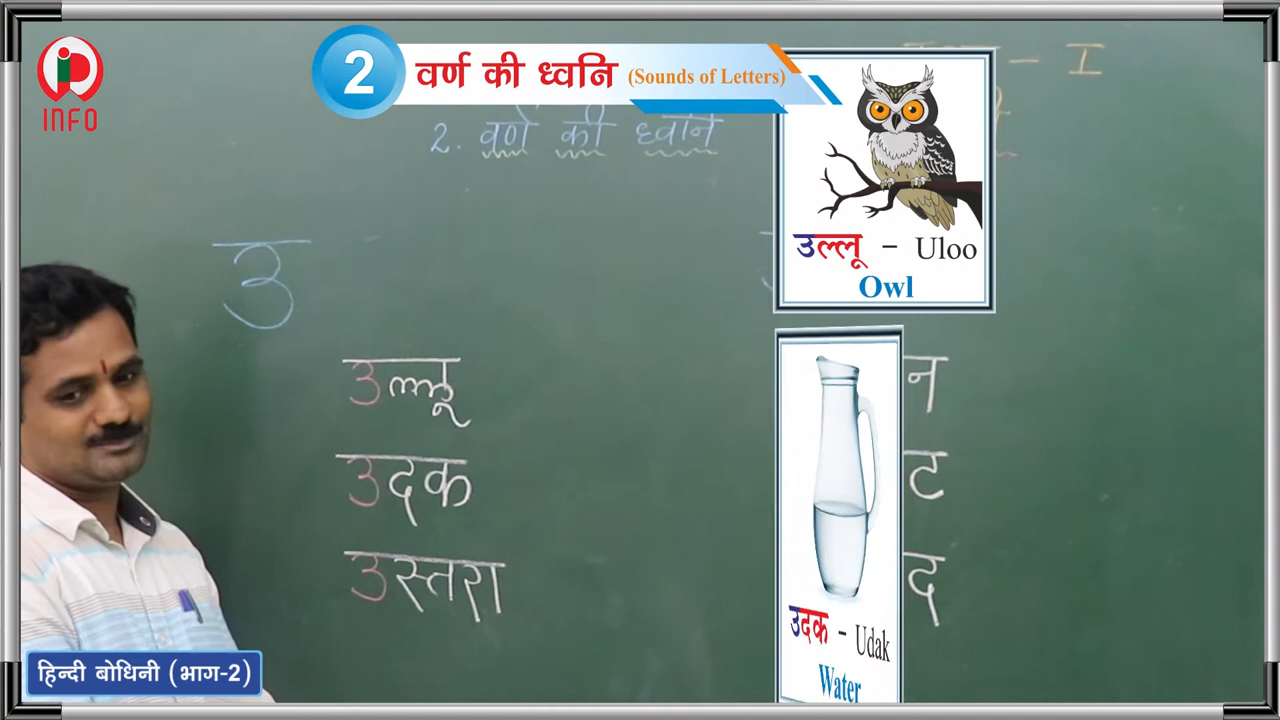 INFO
2 वर्ण की ध्वनि (Sounds of Letters)
– I
2. वर्ण की ध्वनि
उ
उल्लू – Uloo
Owl
उल्लू
न
उदक
ट
उस्तरा
द
उदक – Udak
Water
हिन्दी बोधिनी (भाग-2)